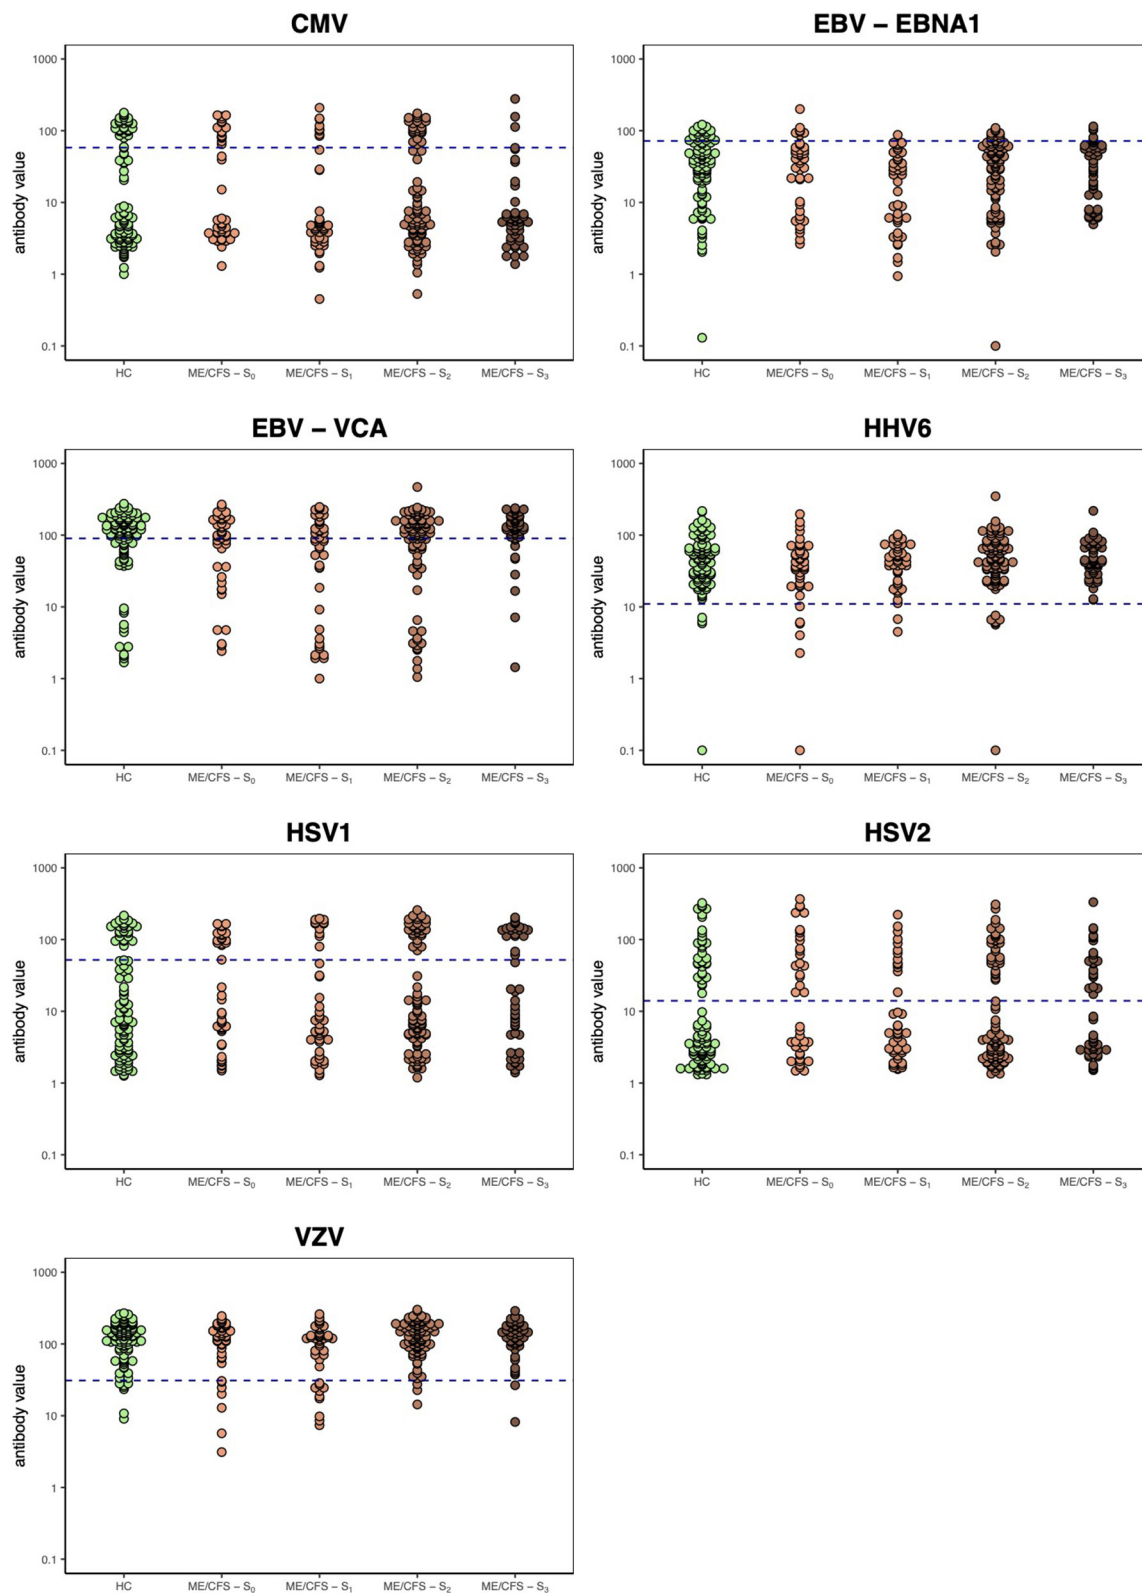 CMV
antibody value
1000
100
10
1
0.1
HC ME/CFS – S₀ ME/CFS – S₁ ME/CFS – S₂ ME/CFS – S₃
EBV – EBNA1
antibody value
1000
100
10
1
0.1
HC ME/CFS – S₀ ME/CFS – S₁ ME/CFS – S₂ ME/CFS – S₃
EBV – VCA
antibody value
1000
100
10
1
0.1
HC ME/CFS – S₀ ME/CFS – S₁ ME/CFS – S₂ ME/CFS – S₃
HHV6
antibody value
1000
100
10
1
0.1
HC ME/CFS – S₀ ME/CFS – S₁ ME/CFS – S₂ ME/CFS – S₃
HSV1
antibody value
1000
100
10
1
0.1
HC ME/CFS – S₀ ME/CFS – S₁ ME/CFS – S₂ ME/CFS – S₃
HSV2
antibody value
1000
100
10
1
0.1
HC ME/CFS – S₀ ME/CFS – S₁ ME/CFS – S₂ ME/CFS – S₃
VZV
antibody value
1000
100
10
1
0.1
HC ME/CFS – S₀ ME/CFS – S₁ ME/CFS – S₂ ME/CFS – S₃